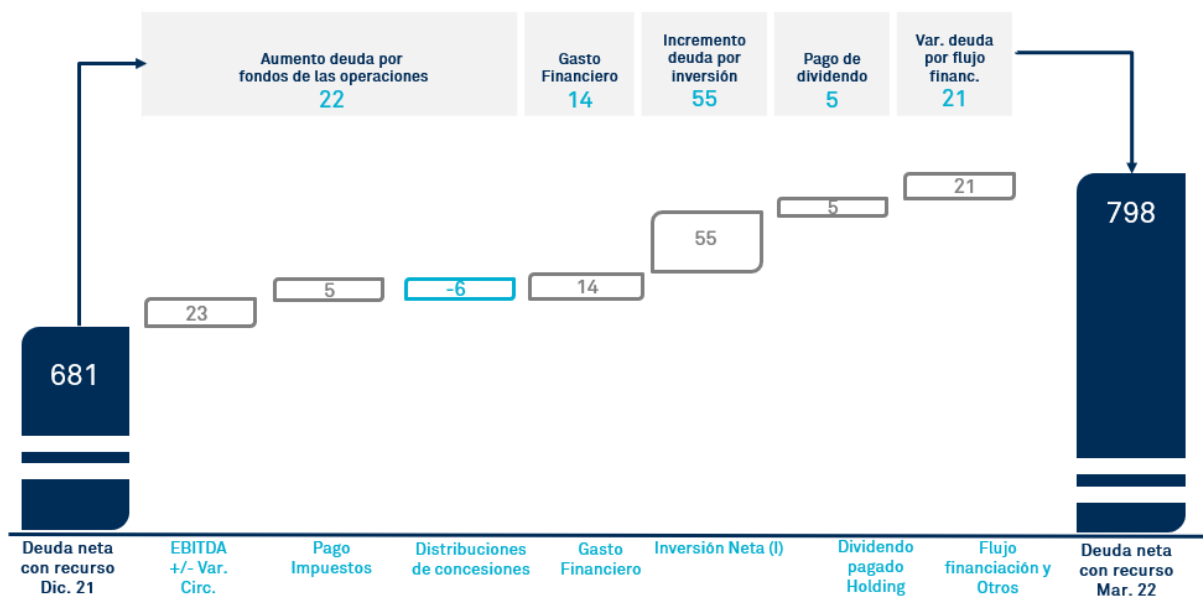 Aumento deuda por
fondos de las operaciones
22
Gasto
Financiero
14
Incremento
deuda por
inversión
55
Pago de
dividendo
5
Var. deuda
por flujo
financ.
21
681
23
5
-6
14
55
5
21
798
Deuda neta
con recurso
Dic. 21
EBITDA
+/- Var.
Circ.
Pago
Impuestos
Distribuciones
de concesiones
Gasto
Financiero
Inversión Neta (I)
Dividendo
pagado
Holding
Flujo
financiación y
Otros
Deuda neta
con recurso
Mar. 22